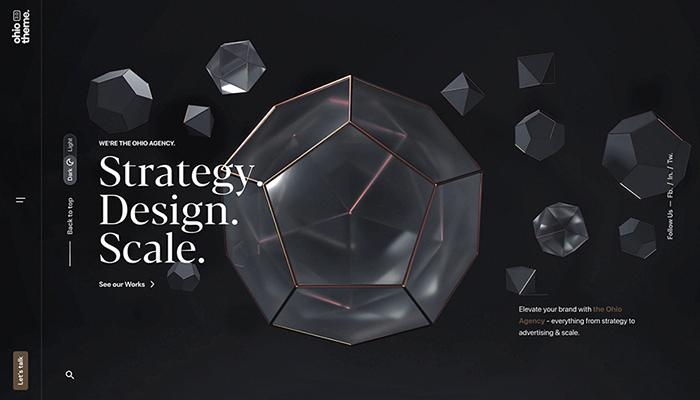 ohio
theme.
WE'RE THE OHIO AGENCY.
Strategy.
Design.
Scale.
See our Works
Dark
Light
Back to top
Let's talk
Follow Us — Fb. / In. / Tw.
Elevate your brand with the Ohio
Agency - everything from strategy to
advertising & scale.